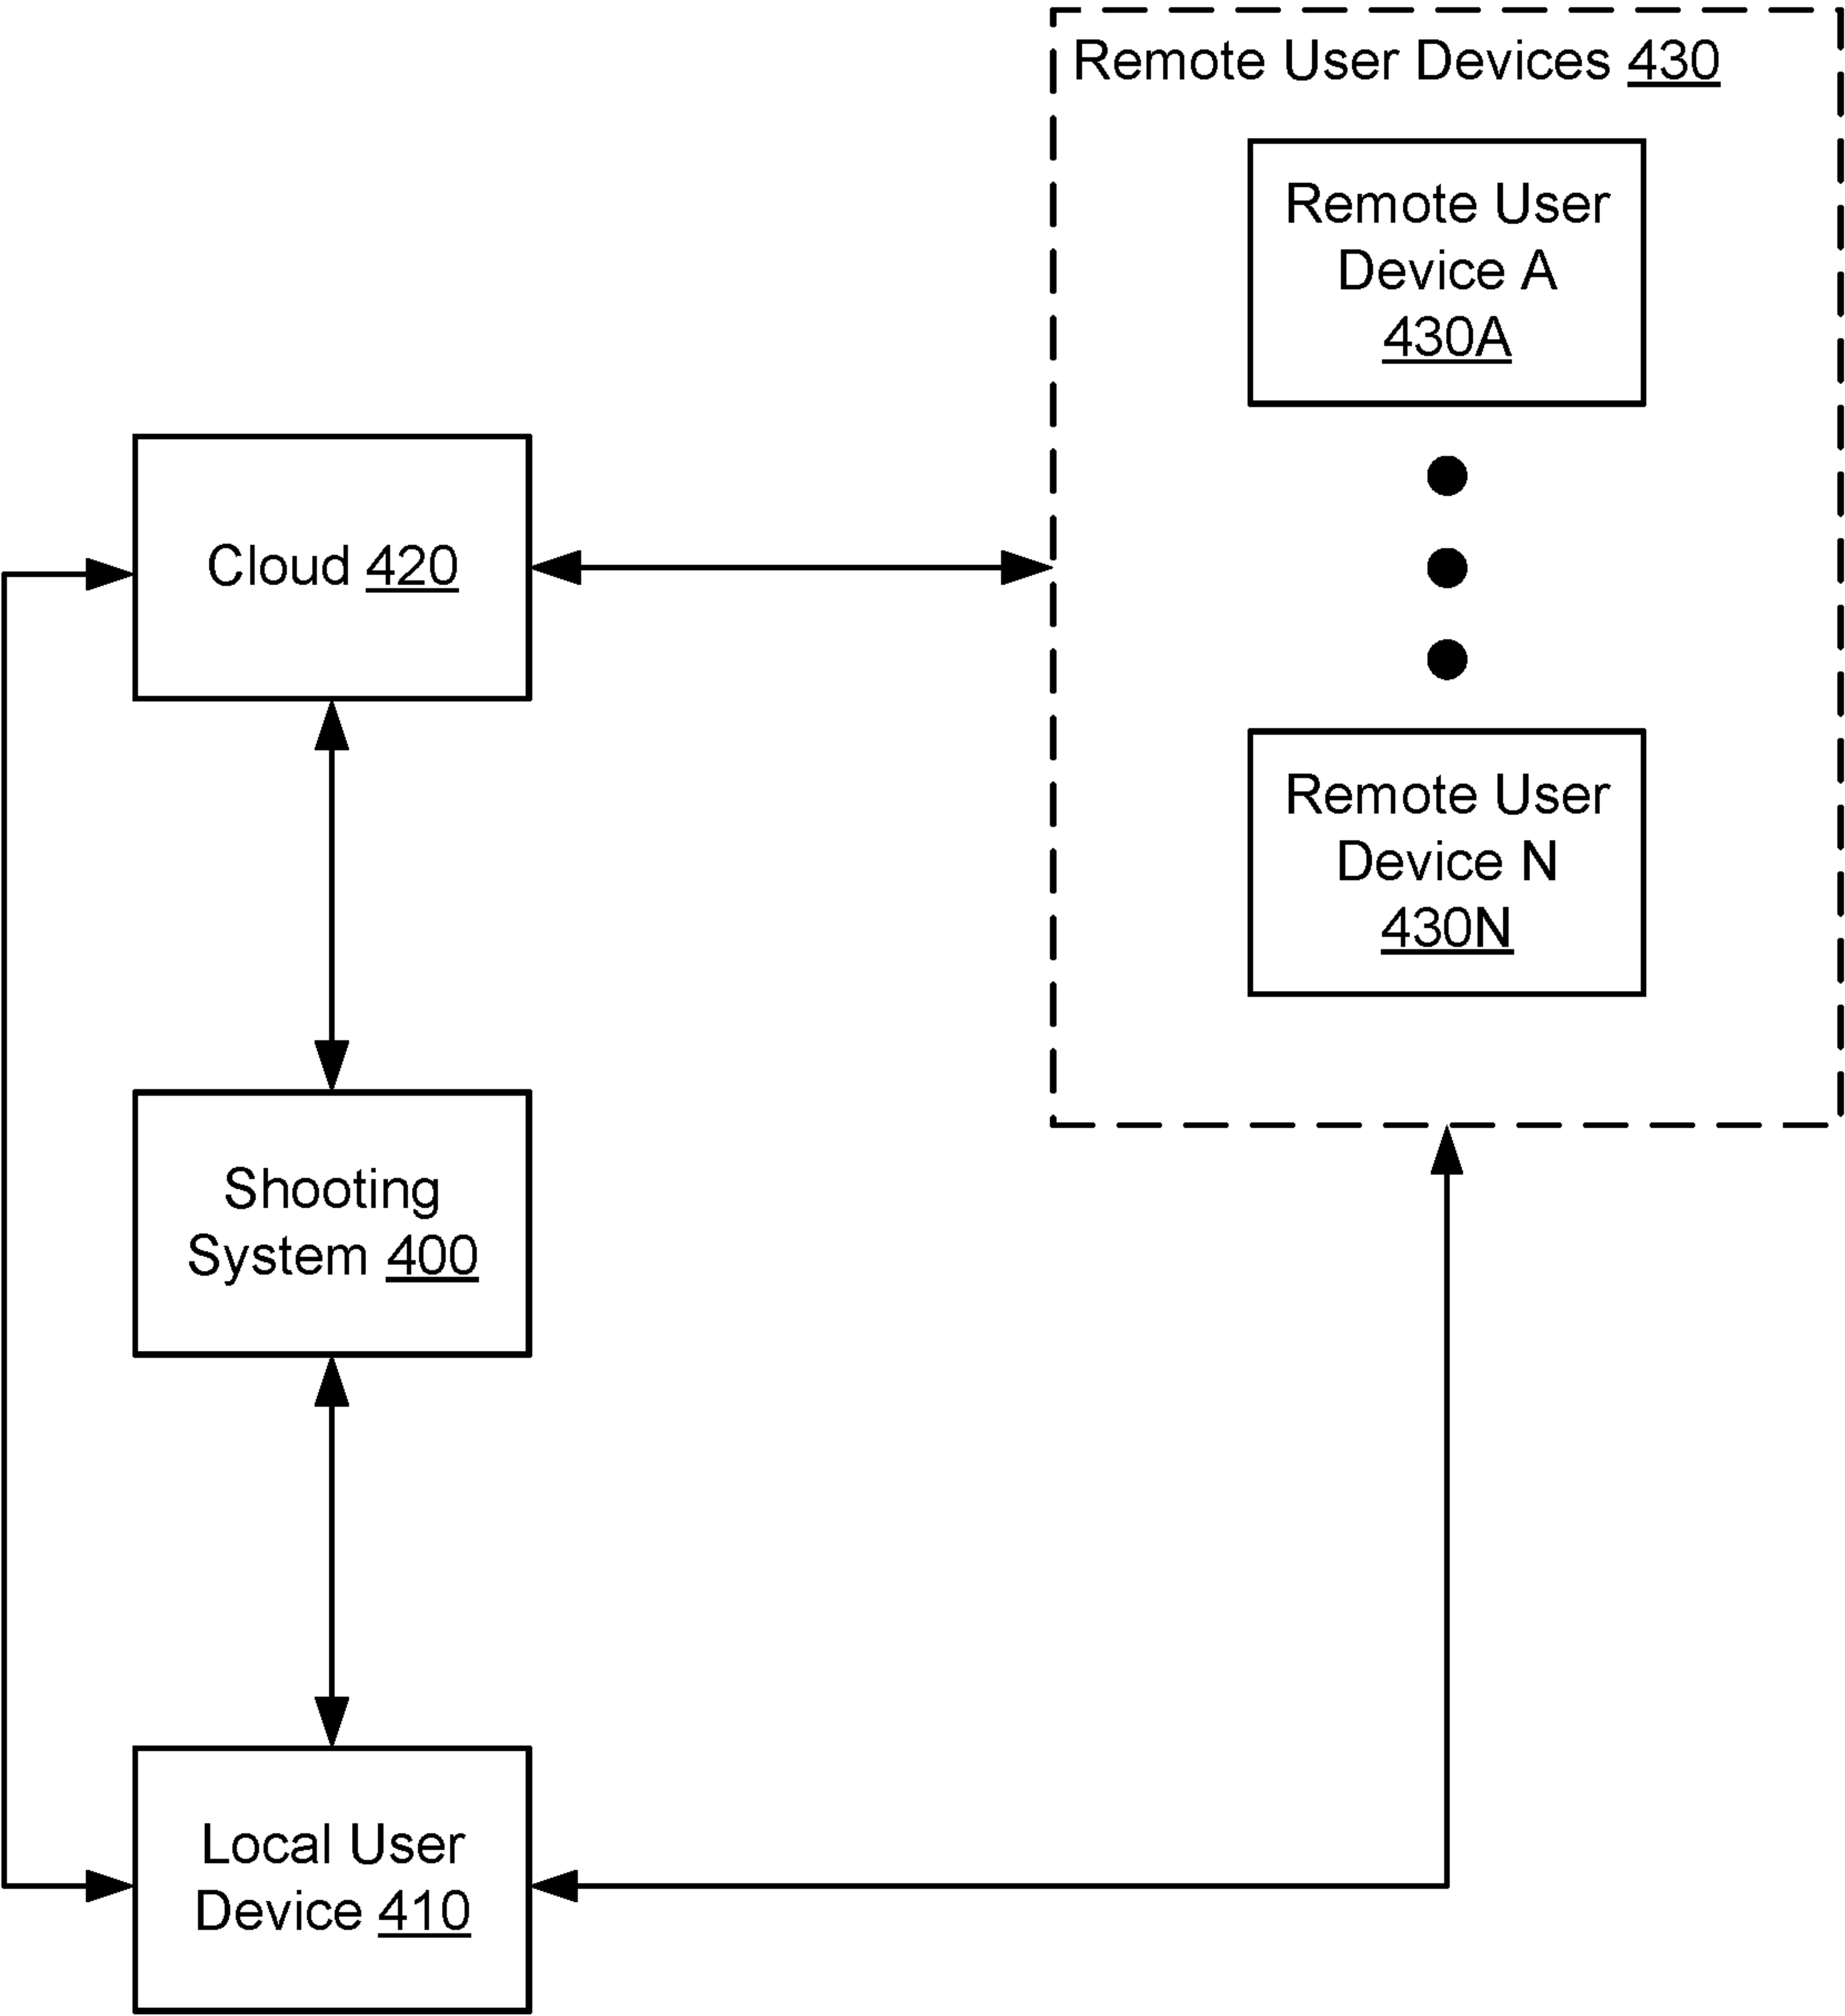 Remote User Devices 430
Remote User
Device A
430A
Cloud 420
Remote User
Device N
430N
Shooting
System 400
Local User
Device 410